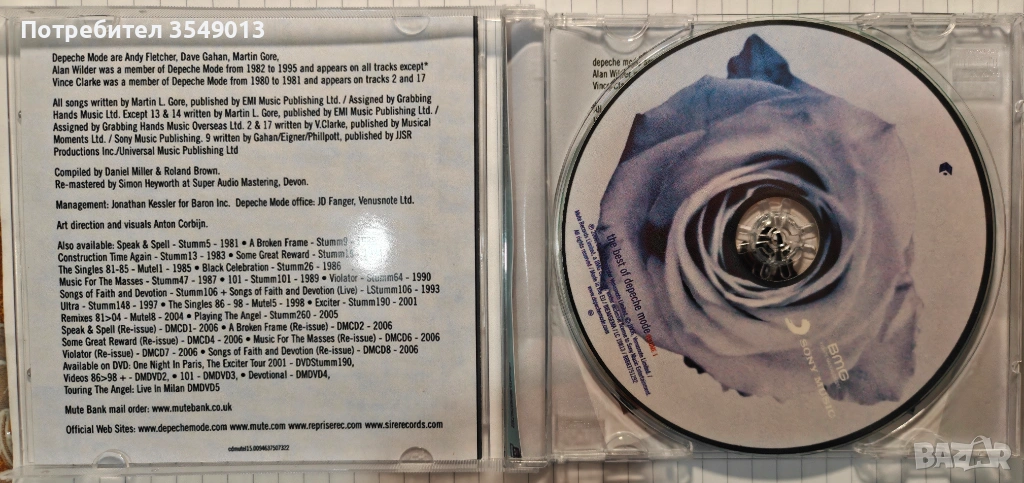 Потребител 3549013
Depeche Mode are Andy Fletcher, Dave Gahan, Martin Gore,
Alan Wilder was a member of Depeche Mode from 1982 to 1995 and appears on all tracks except*
Vince Clarke was a member of Depeche Mode from 1980 to 1981 and appears on tracks 2 and 17
All songs written by Martin L. Gore, published by EMI Music Publishing Ltd. / Assigned by Grabbing
Hands Music Ltd. Except 13 & 14 written by Martin L. Gore, published by EMI Music Publishing Ltd. /
Assigned by Grabbing Hands Music Overseas Ltd. 2 & 17 written by V.Clarke, published by Musical
Moments Ltd. / Sony Music Publishing. 9 written by Gahan/Eigner/Phillpott, published by JJSR
Productions Inc./Universal Music Publishing Ltd
Compiled by Daniel Miller & Roland Brown.
Re-mastered by Simon Heyworth at Super Audio Mastering, Devon.
Management: Jonathan Kessler for Baron Inc. Depeche Mode office: JD Fanger, Venusnote Ltd.
Art direction and visuals Anton Corbijn.
Also available: Speak & Spell - Stumm5 - 1981 • A Broken Frame - Stumm9
Construction Time Again - Stumm13 - 1983 • Some Great Reward -
The Singles 81-85 - Mutel1 - 1985 • Black Celebration - Stumm26 - 1986
Music For The Masses - Stumm47 - 1987 • 101 - Stumm101 - 1989 • Violator - Stumm64 - 1990
Songs of Faith and Devotion - Stumm106 + Songs of Faith and Devotion (Live) - LStumm106 - 1993
Ultra - Stumm148 - 1997 • The Singles 86 - 98 - Mutel5 - 1998 • Exciter - Stumm190 - 2001
Remixes 81>04 - Mutel8 - 2004 • Playing The Angel - Stumm260 - 2005
Speak & Spell (Re-issue) - DMCD1 - 2006 • A Broken Frame (Re-issue) - DMCD2 - 2006
Some Great Reward (Re-issue) - DMCD4 - 2006 • Music For The Masses (Re-issue) - DMCD6 - 2006
Violator (Re-issue) - DMCD7 - 2006 • Songs of Faith and Devotion (Re-issue) - DMCD8 - 2006
Available on DVD: One Night In Paris, The Exciter Tour 2001 - DVDStumm190,
Videos 86>98 + - DMDVD2, • 101 - DMDVD3, • Devotional - DMDVD4,
Touring The Angel: Live In Milan DMDVD5
Mute Bank mail order: www.mutebank.co.uk
Official Web Sites: www.depechemode.com www.mute.com www.repriserec.com www.sirerecords.com
cdmutel15.0094637507322
depeche mode
Alan Wilder
the best of depeche mode
BMG
SONY MUSIC
BAZAR